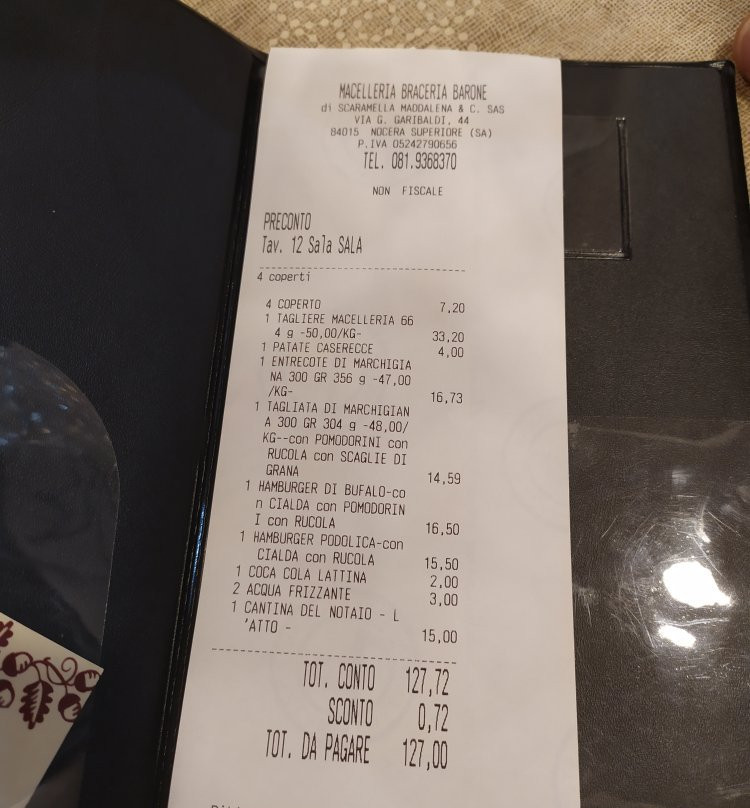 MACELLERIA BRACERIA BARONE
di SCARAMELLA MADDALENA & C. SAS
VIA G. GARIBALDI, 44
84015 NOCERA SUPERIORE (SA)
P.IVA 05242790656
TEL. 081.9368370
NON FISCALE
PRECONTO
Tav. 12 Sala SALA
4 coperti
4 COPERTO 7,20
1 TAGLIERE MACELLERIA 66
4 g -50,00/KG- 33,20
1 PATATE CASERECCE 4,00
1 ENTRECOTE DI MARCHIGIA
NA 300 GR 356 g -47,00
/KG- 16,73
1 TAGLIATA DI MARCHIGIAN
A 300 GR 304 g -48,00/
KG--con POMODORINI con
RUCOLA con SCAGLIE DI
GRANA 14,59
1 HAMBURGER DI BUFALO-co
n CIALDA con POMODORIN
I con RUCOLA 16,50
1 HAMBURGER PODOLICA-con
CIALDA con RUCOLA 15,50
1 COCA COLA LATTINA 2,00
2 ACQUA FRIZZANTE 3,00
1 CANTINA DEL NOTAIO - L
'ATTO - 15,00
TOT. CONTO 127,72
SCONTO 0,72
TOT. DA PAGARE 127,00